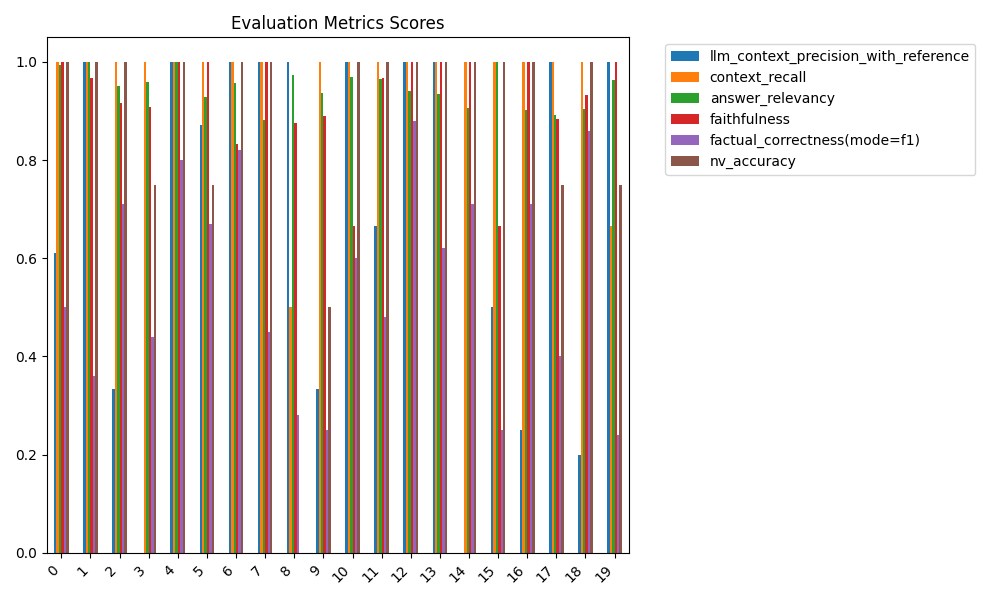 Evaluation Metrics Scores
llm_context_precision_with_reference
context_recall
answer_relevancy
faithfulness
factual_correctness(mode=f1)
nv_accuracy
1.0
0.8
0.6
0.4
0.2
0.0
0 1 2 3 4 5 6 7 8 9 10 11 12 13 14 15 16 17 18 19